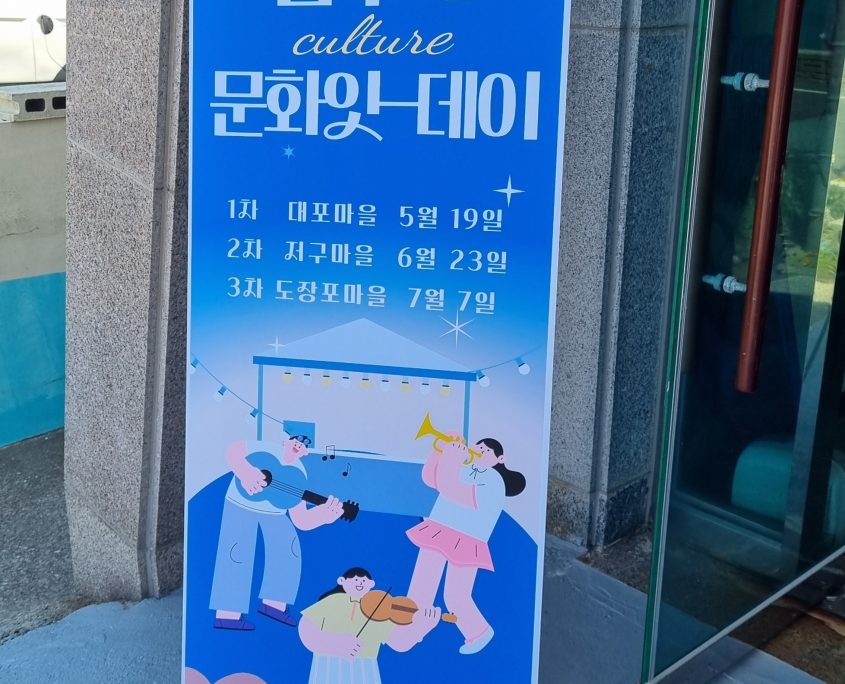 culture
문화잇데이
1차 대포마을 5월 19일
2차 저구마을 6월 23일
3차 도장포마을 7월 7일